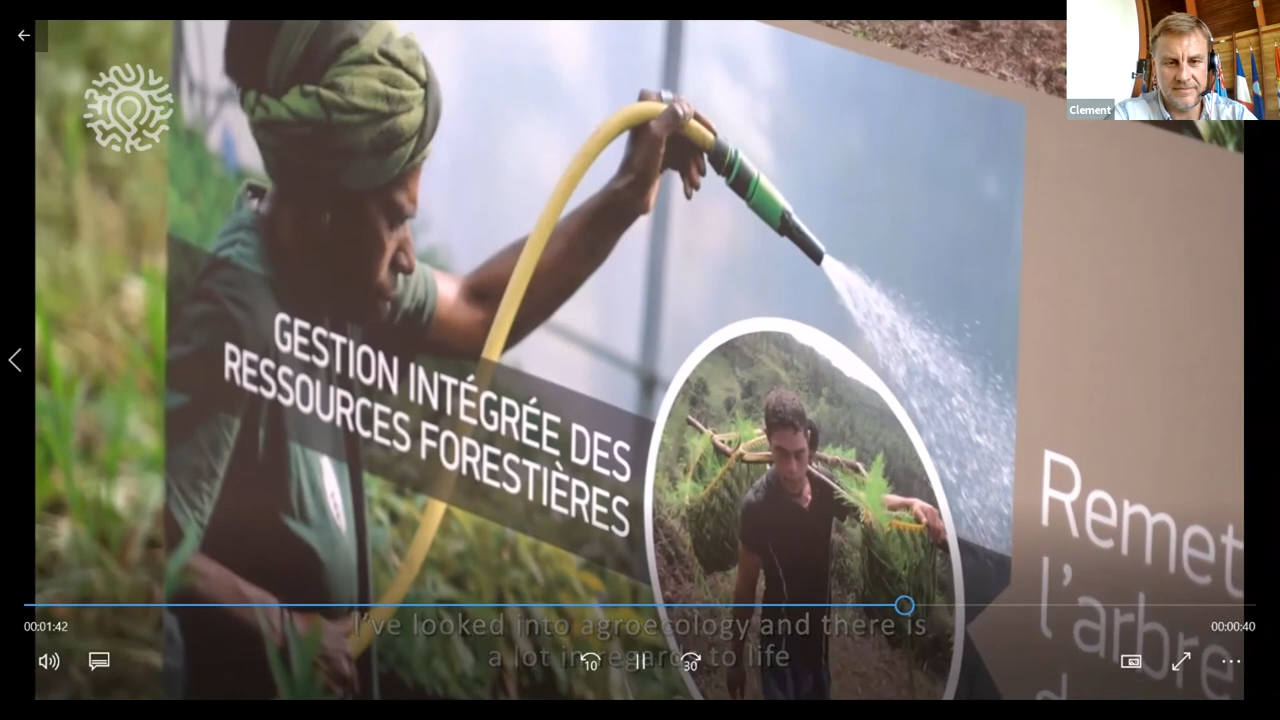 Clement
GESTION INTÉGRÉE DES
RESSOURCES FORESTIÈRES
Remet
l'arbre
I've looked into agroecology and there is
a lot in regard to life
00:01:42
00:00:40
10
30